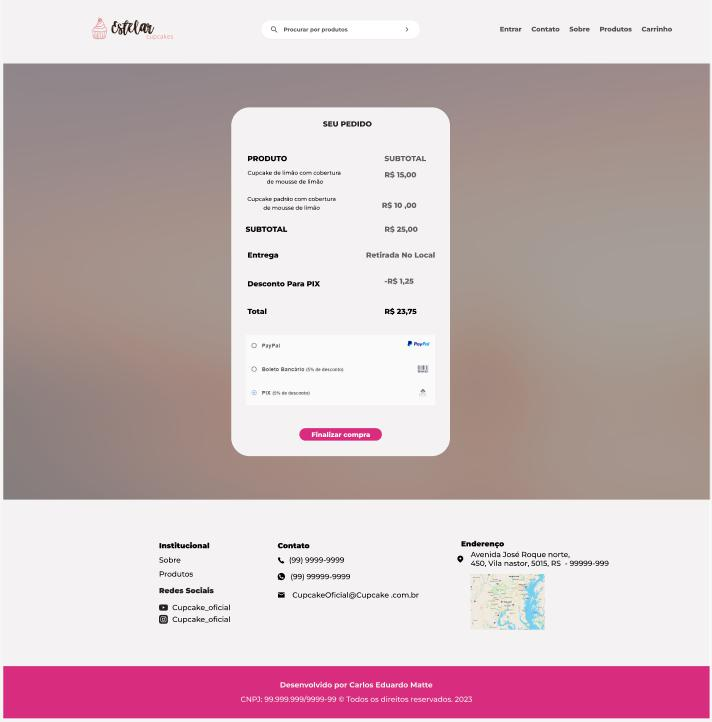 Estelar
cupcakes
Procurar por produtos
Entrar Contato Sobre Produtos Carrinho
SEU PEDIDO
PRODUTO SUBTOTAL
Cupcake de limão com cobertura
de mousse de limão
R$ 15,00
Cupcake padrão com cobertura
de mousse de limão
R$ 10 ,00
SUBTOTAL R$ 25,00
Entrega Retirada No Local
Desconto Para PIX -R$ 1,25
Total R$ 23,75
PayPal PayPal
Boleto Bancário (5% de desconto)
PIX (5% de desconto)
Finalizar compra
Institucional
Sobre
Produtos
Redes Sociais
Cupcake_oficial
Cupcake_oficial
Contato
(99) 9999-9999
(99) 99999-9999
CupcakeOficial@Cupcake .com.br
Enderenço
Avenida José Roque norte,
450, Vila nastor, 5015, RS - 99999-999
Desenvolvido por Carlos Eduardo Matte
CNPJ: 99.999.999/9999-99 © Todos os direitos reservados. 2023